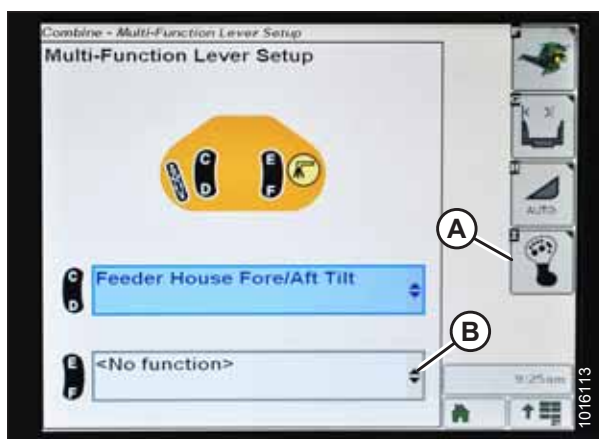 Combine - Multi-Function Lever Setup
Multi-Function Lever Setup
C
D
E
F
C
D
Feeder House Fore/Aft Tilt
E
F
<No function>
A
B
AUTO
9:25am
1016113